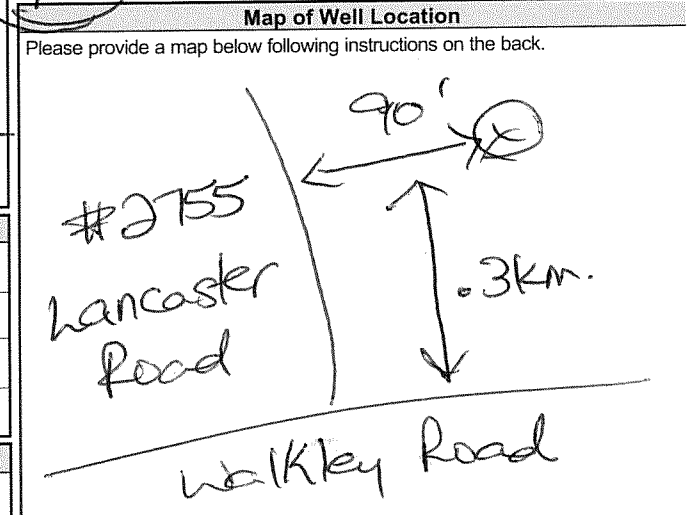 Map of Well Location
Please provide a map below following instructions on the back.
90'
#2755
Lancaster
Road
.3km.
Walkley Road